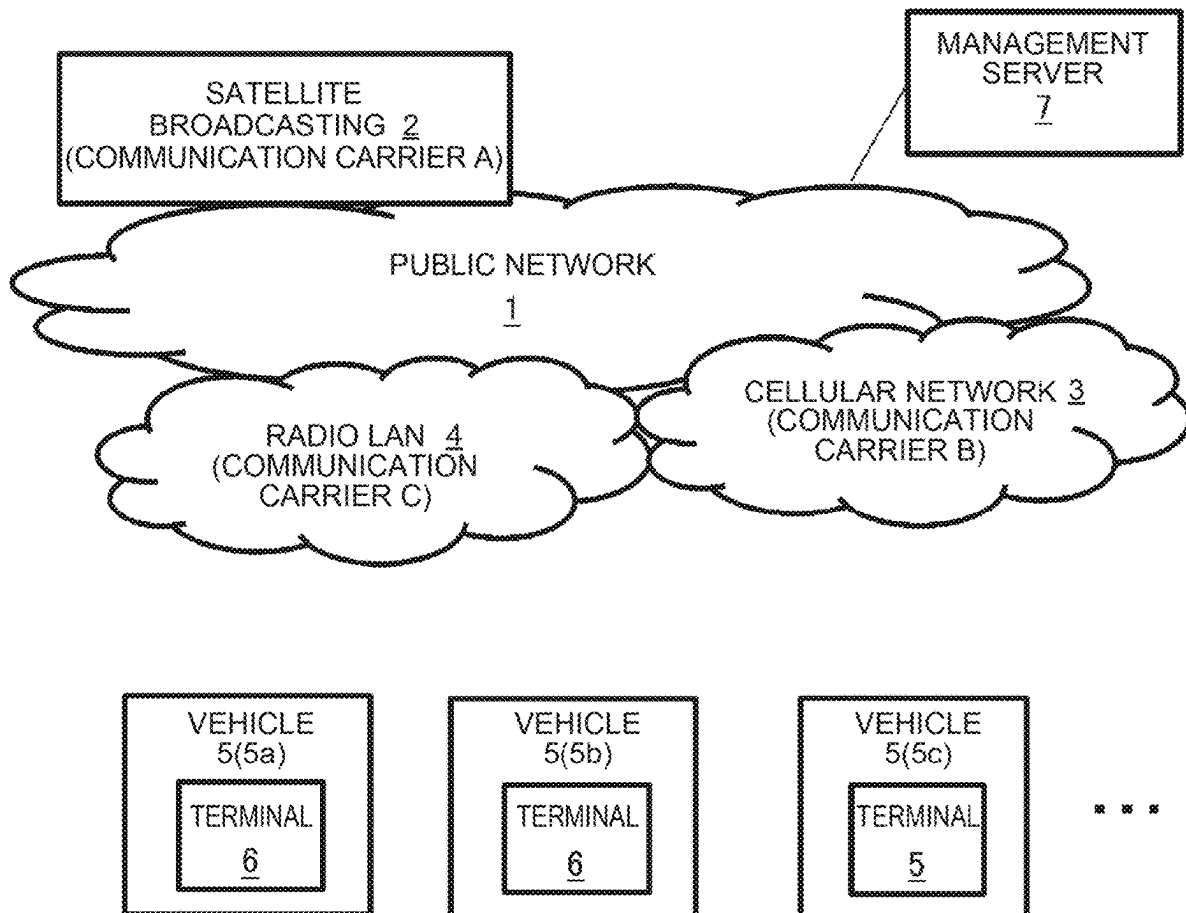 SATELLITE
BROADCASTING 2
(COMMUNICATION CARRIER A)
MANAGEMENT
SERVER
7
PUBLIC NETWORK
1
CELLULAR NETWORK 3
(COMMUNICATION
CARRIER B)
RADIO LAN 4
(COMMUNICATION
CARRIER C)
VEHICLE
5(5a)
TERMINAL
6
VEHICLE
5(5b)
TERMINAL
6
VEHICLE
5(5c)
TERMINAL
5
...